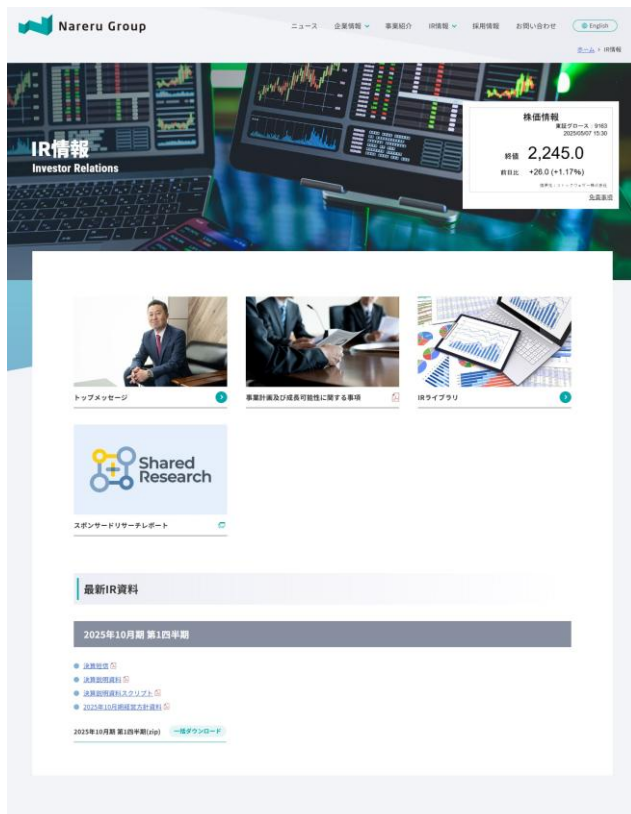 Nareru Group
ニュース 企業情報 事業紹介 IR情報 採用情報 お問い合わせ English
ホーム IR情報
IR情報
Investor Relations
株価情報
東証グロース 9163
2025/05/07 15:30
終値 2,245.0
前日比 +26.0 (+1.17%)
免責事項
トップメッセージ
事業計画及び成長可能性に関する事項
IRライブラリ
Shared
Research
スポンサードリサーチレポート
最新IR資料
2025年10月期 第1四半期
決算短信
決算説明資料
決算説明資料スクリプト
2025年10月期経営方針資料
2025年10月期 第1四半期(zip) 一括ダウンロード